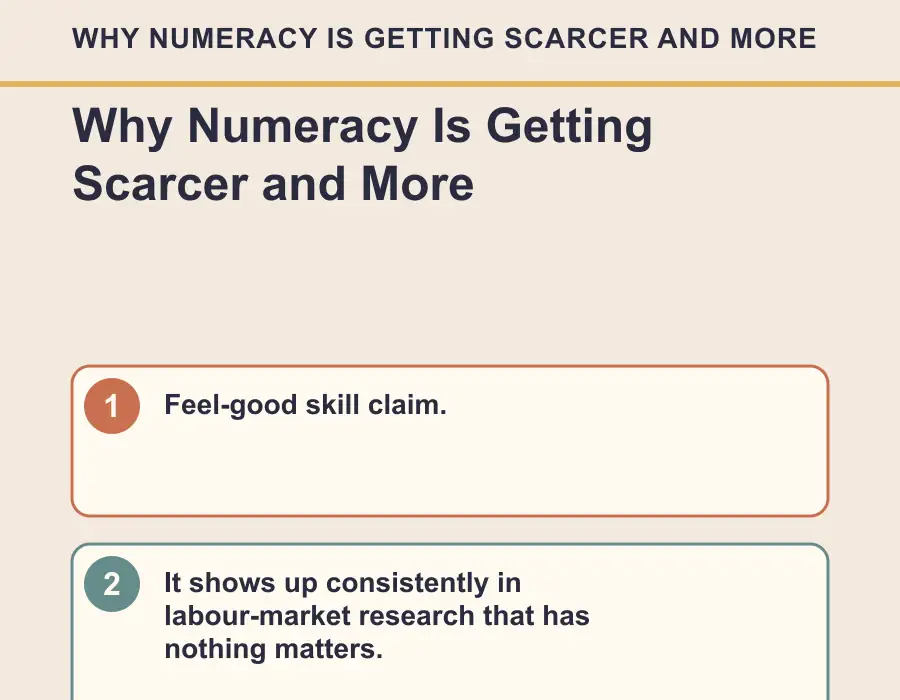 WHY NUMERACY IS GETTING SCARCER AND MORE
Why Numeracy Is Getting
Scarcer and More
1
Feel-good skill claim.
2
It shows up consistently in
labour-market research that has
nothing matters.